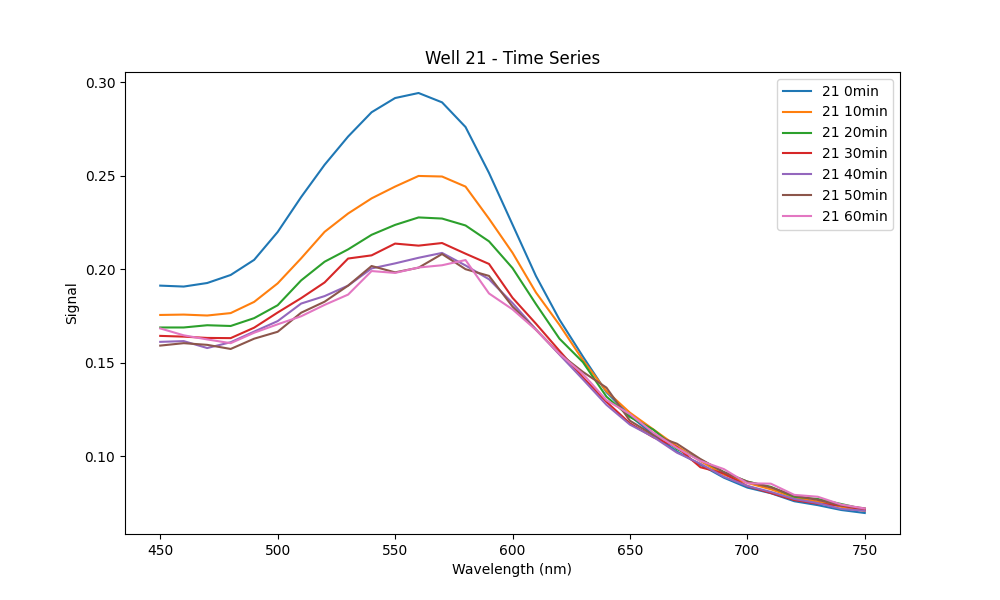 Well 21 - Time Series
Signal
0.30
0.25
0.20
0.15
0.10
450 500 550 600 650 700 750
Wavelength (nm)
21 0min
21 10min
21 20min
21 30min
21 40min
21 50min
21 60min